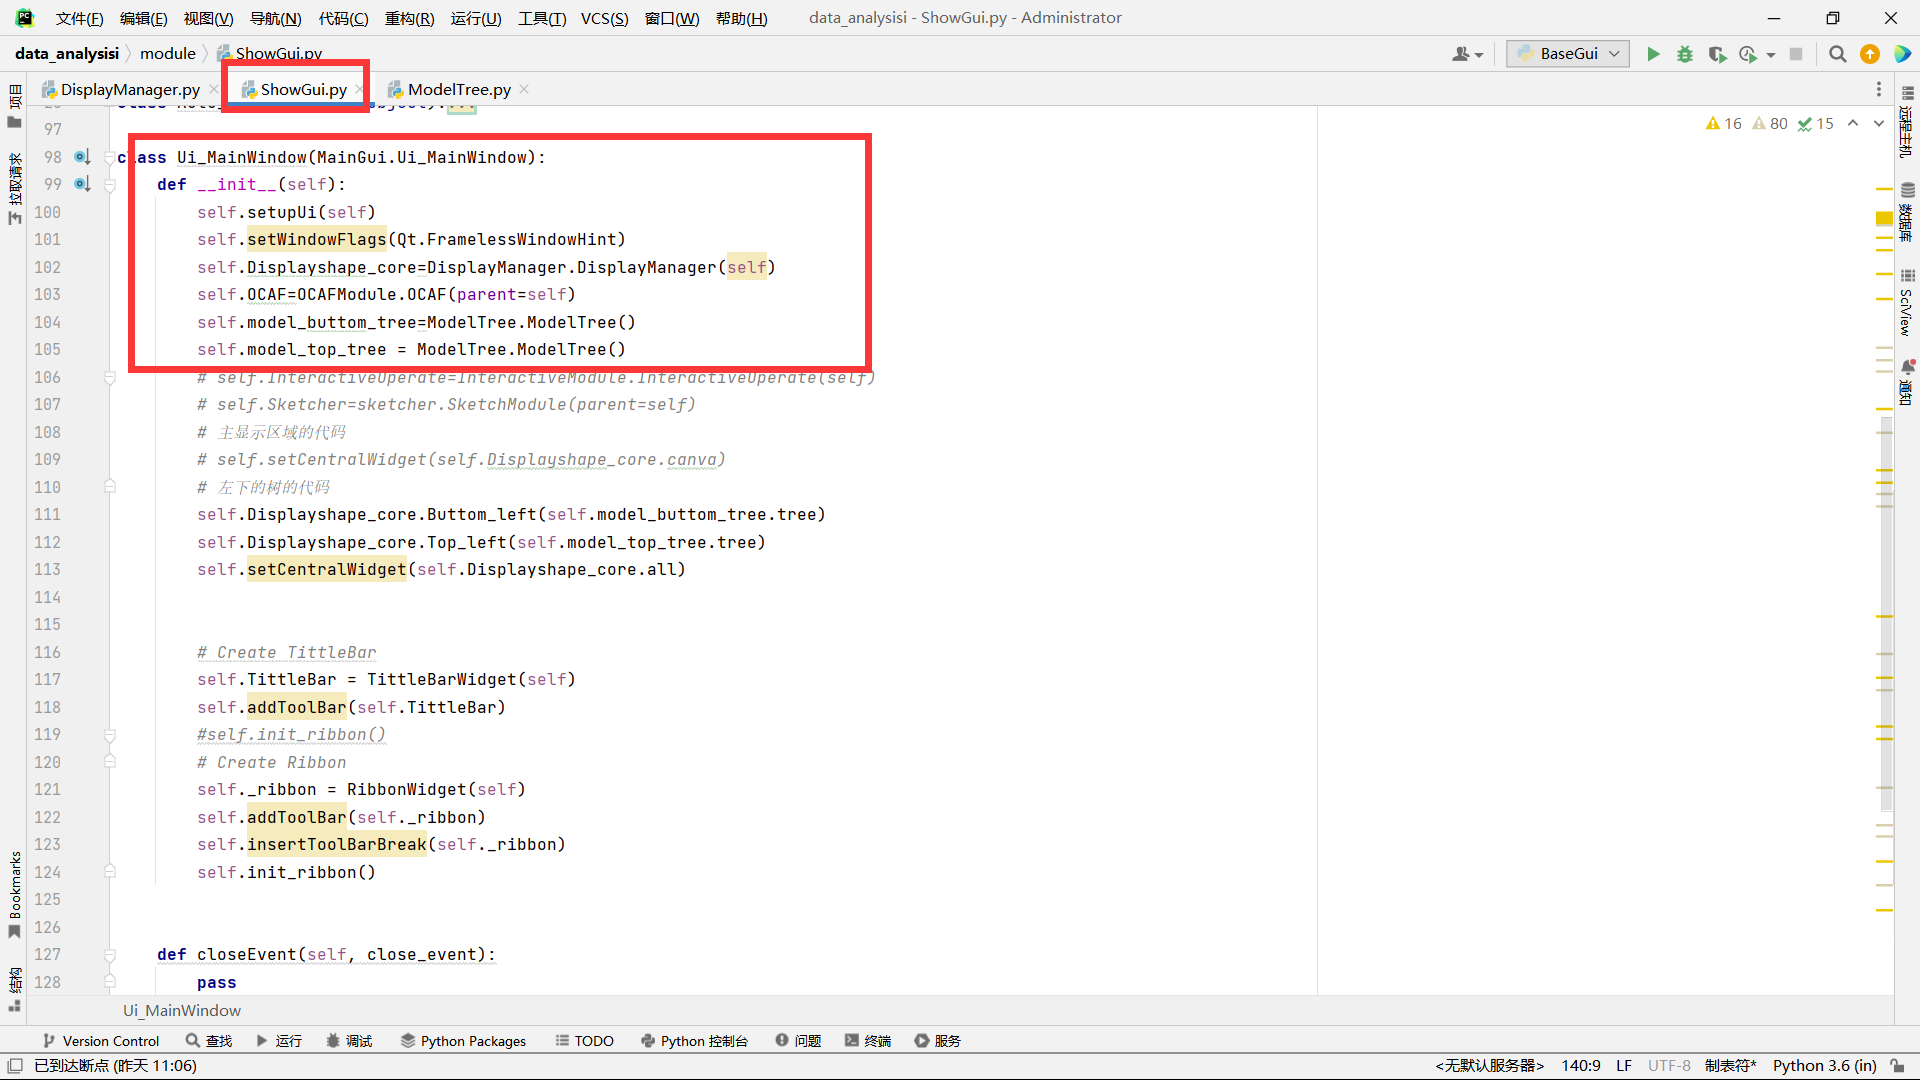 文件(F) 编辑(E) 视图(V) 导航(N) 代码(C) 重构(R) 运行(U) 工具(T) VCS(S) 窗口(W) 帮助(H) data_analysisi - ShowGui.py - Administrator
data_analysisi module ShowGui.py BaseGui
DisplayManager.py ShowGui.py ModelTree.py
16 80 15
97
98 class Ui_MainWindow(MainGui.Ui_MainWindow):
99 def __init__(self):
100 self.setupUi(self)
101 self.setWindowFlags(Qt.FramelessWindowHint)
102 self.Displayshape_core=DisplayManager.DisplayManager(self)
103 self.OCAF=OCAFModule.OCAF(parent=self)
104 self.model_buttom_tree=ModelTree.ModelTree()
105 self.model_top_tree = ModelTree.ModelTree()
106 # self.InteractiveOperate=InteractiveModule.InteractiveOperate(self)
107 # self.Sketcher=sketcher.SketchModule(parent=self)
108 # 主显示区域的代码
109 # self.setCentralWidget(self.Displayshape_core.canva)
110 # 左下的树的代码
111 self.Displayshape_core.Buttom_left(self.model_buttom_tree.tree)
112 self.Displayshape_core.Top_left(self.model_top_tree.tree)
113 self.setCentralWidget(self.Displayshape_core.all)
114
115
116 # Create TittleBar
117 self.TittleBar = TittleBarWidget(self)
118 self.addToolBar(self.TittleBar)
119 #self.init_ribbon()
120 # Create Ribbon
121 self._ribbon = RibbonWidget(self)
122 self.addToolBar(self._ribbon)
123 self.insertToolBarBreak(self._ribbon)
124 self.init_ribbon()
125
126
127 def closeEvent(self, close_event):
128 pass
Ui_MainWindow
项目
拉取请求
Bookmarks
结构
远程主机
数据库
SciView
通知
Version Control 查找 运行 调试 Python Packages TODO Python 控制台 问题 终端 服务
已到达断点 (昨天 11:06) <无默认服务器> 140:9 LF UTF-8 制表符* Python 3.6 (in)